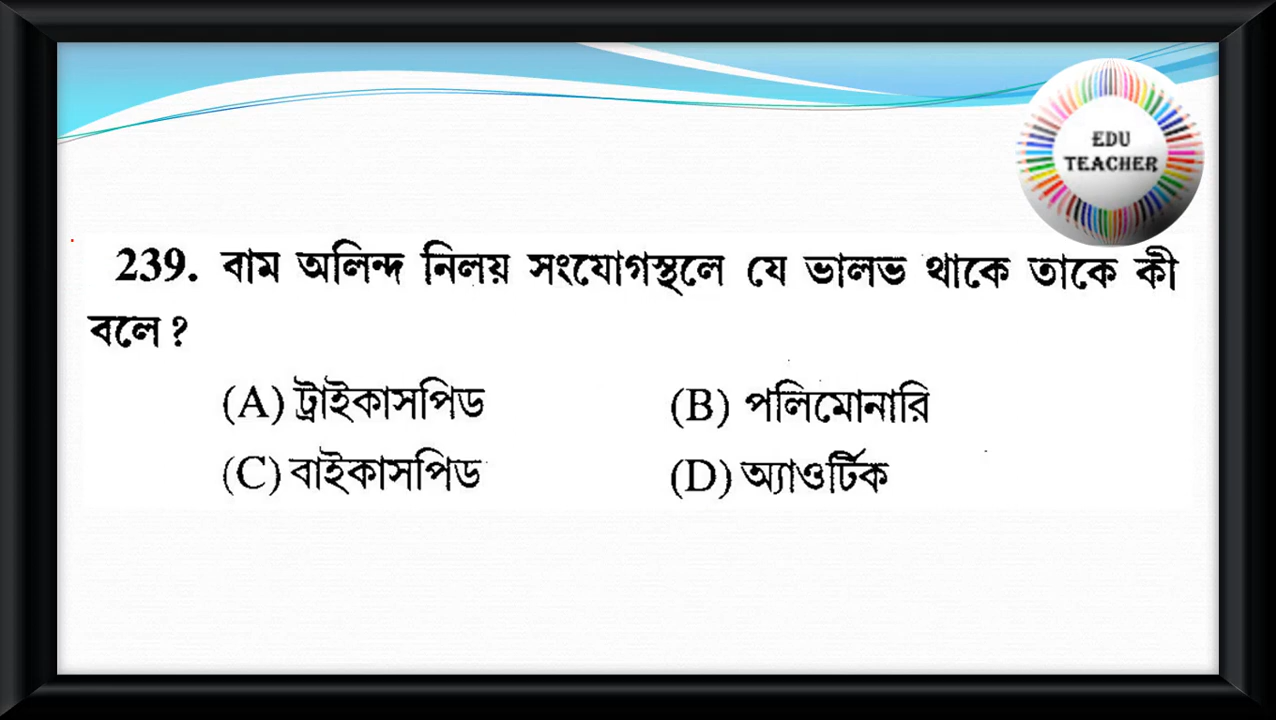 EDU
TEACHER
239. বাম অলিন্দ নিলয় সংযোগস্থলে যে ভালভ থাকে তাকে কী
বলে ?
(A) ট্রাইকাসপিড (B) পলিমোনারি
(C) বাইকাসপিড (D) অ্যাওর্টিক